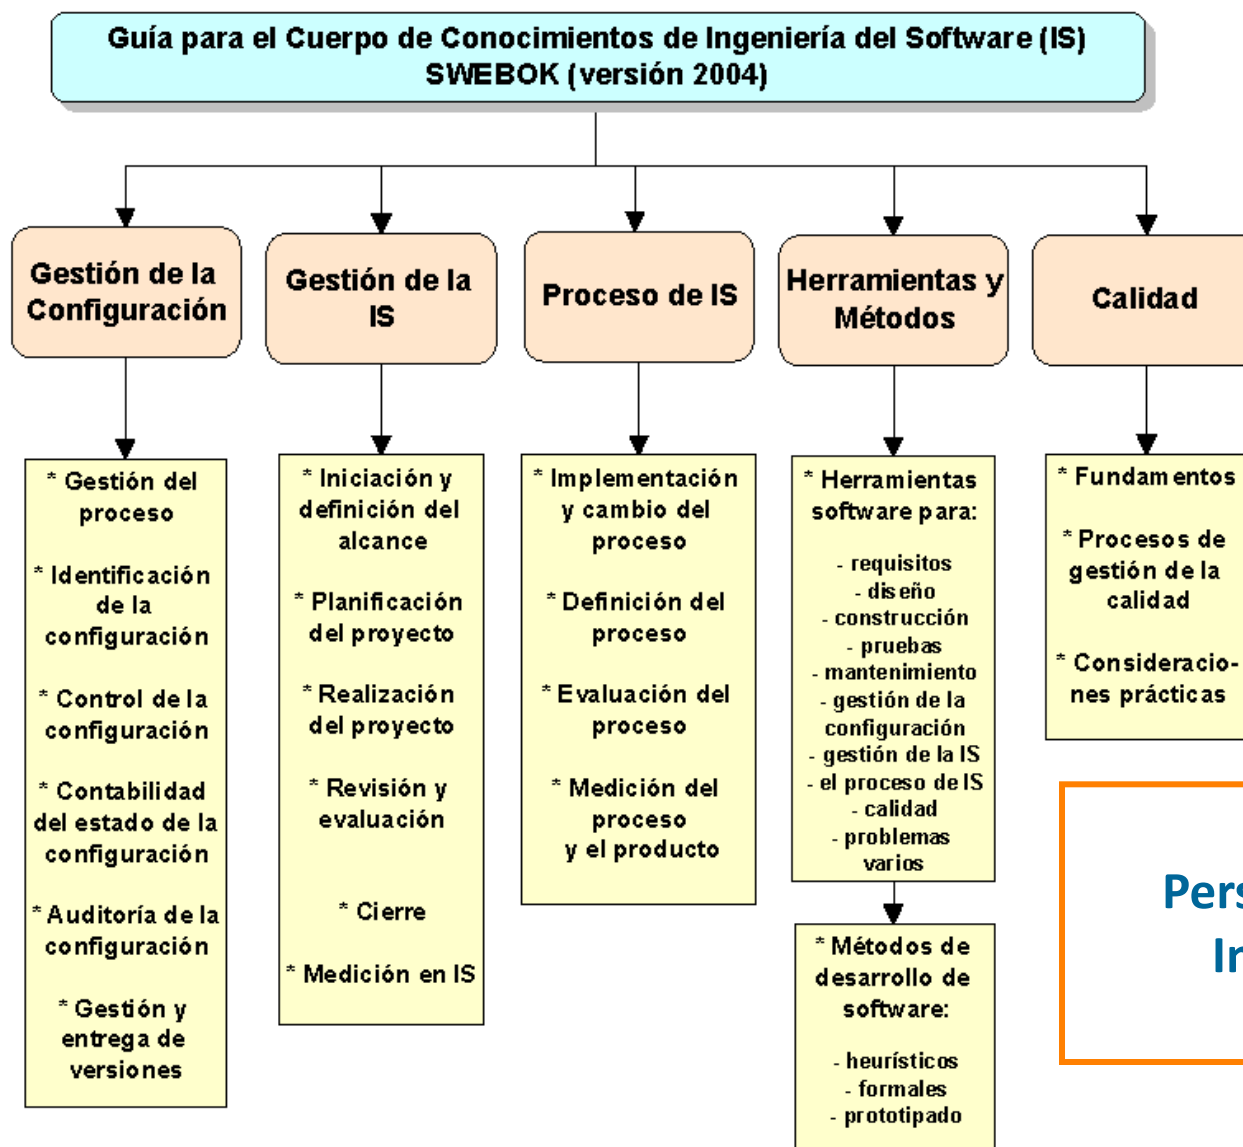 Guía para el Cuerpo de Conocimientos de Ingeniería del Software (IS)
SWEBOK (versión 2004)
Gestión de la
Configuración
Gestión de la
IS
Proceso de IS
Herramientas y
Métodos
Calidad
* Gestión del
proceso
* Identificación
de la
configuración
* Control de la
configuración
* Contabilidad
del estado de la
configuración
* Auditoría de la
configuración
* Gestión y
entrega de
versiones
* Iniciación y
definición del
alcance
* Planificación
del proyecto
* Realización
del proyecto
* Revisión y
evaluación
* Cierre
* Medición en IS
* Implementación
y cambio del
proceso
* Definición del
proceso
* Evaluación del
proceso
* Medición del
proceso
y el producto
* Herramientas
software para:
- requisitos
- diseño
- construcción
- pruebas
- mantenimiento
- gestión de la
configuración
- gestión de la IS
- el proceso de IS
- calidad
- problemas
varios
* Métodos de
desarrollo de
software:
- heurísticos
- formales
- prototipado
* Fundamentos
* Procesos de
gestión de la
calidad
* Consideracio-
nes prácticas